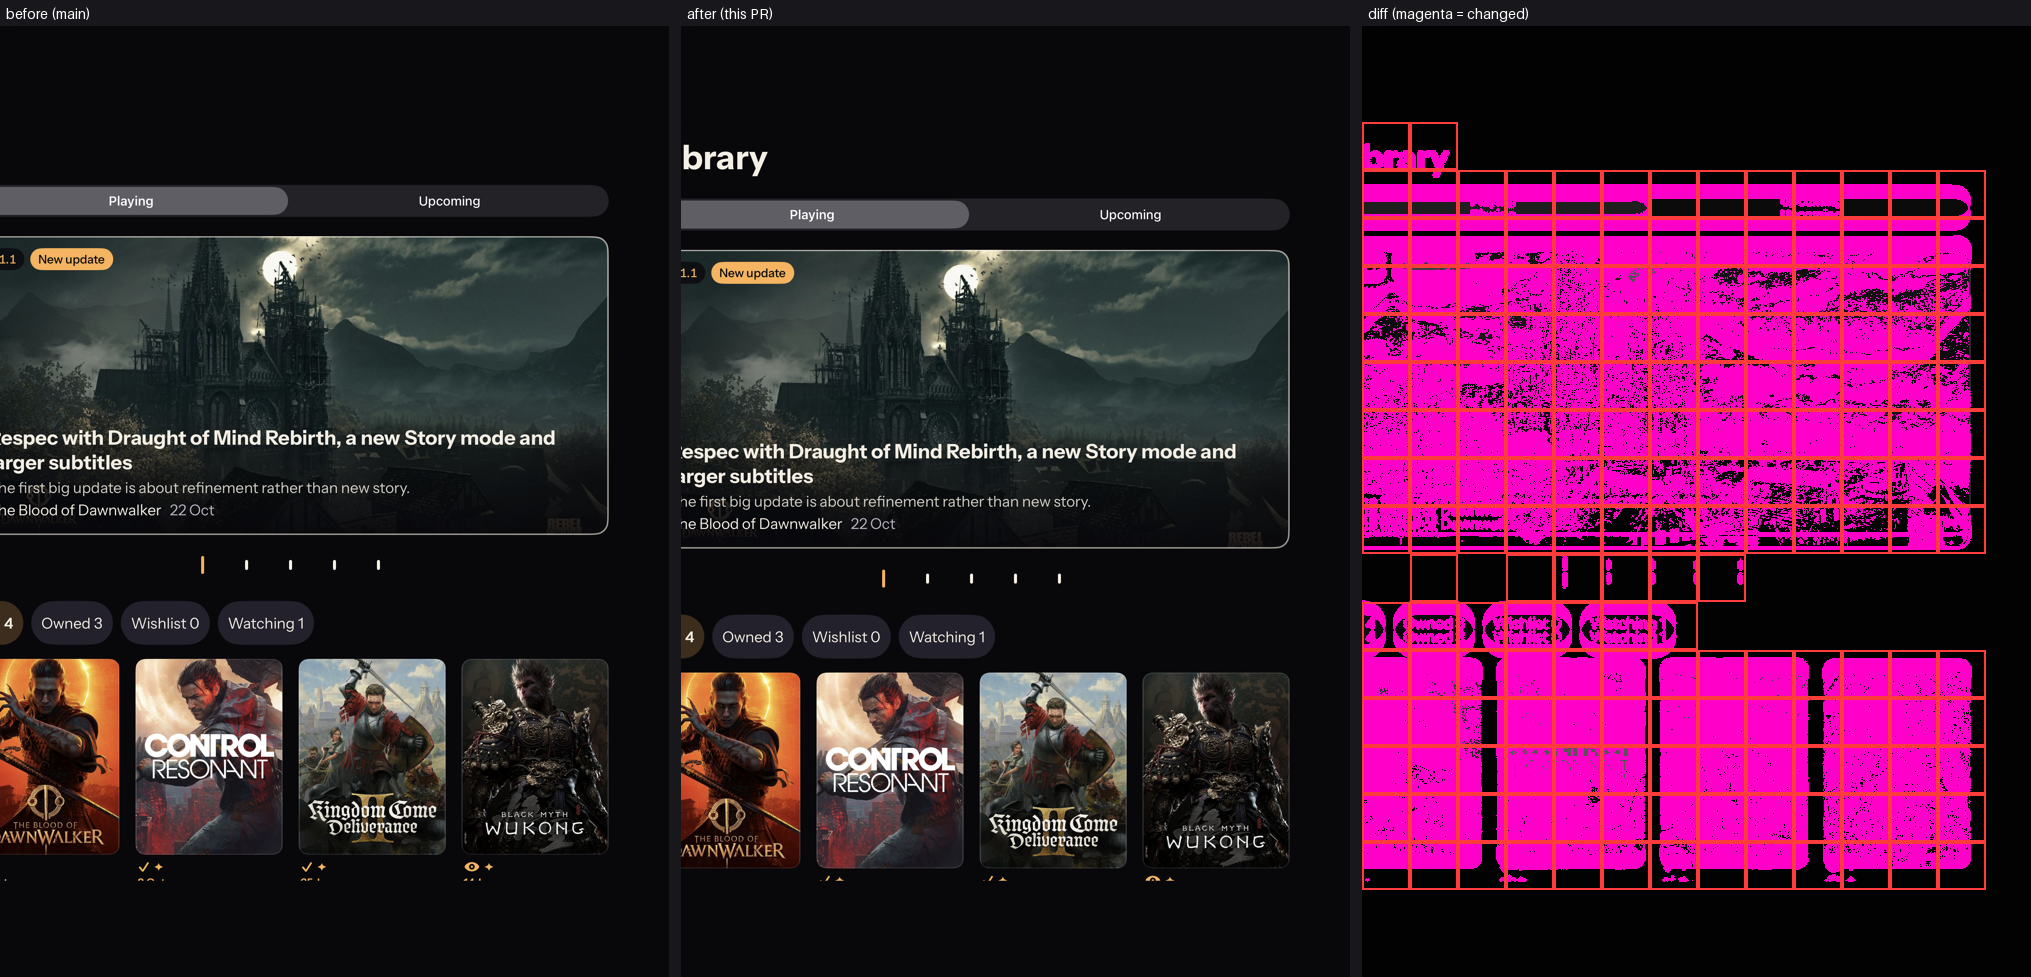 before (main)
after (this PR)
diff (magenta = changed)
Playing
Upcoming
1.1
New update
Respec with Draught of Mind Rebirth, a new Story mode and
arger subtitles
he first big update is about refinement rather than new story.
he Blood of Dawnwalker 22 Oct
REBEL
4
Owned 3
Wishlist 0
Watching 1
THE BLOOD OF
AWNWALKER
CONTROL
RESONANT
Kingdom Come
II
Deliverance
BLACK MYTH
WUKONG
brary
Playing
Upcoming
1.1
New update
Respec with Draught of Mind Rebirth, a new Story mode and
arger subtitles
he first big update is about refinement rather than new story.
he Blood of Dawnwalker 22 Oct
REBEL
4
Owned 3
Wishlist 0
Watching 1
THE BLOOD OF
AWNWALKER
CONTROL
RESONANT
Kingdom Come
II
Deliverance
BLACK MYTH
WUKONG
brary